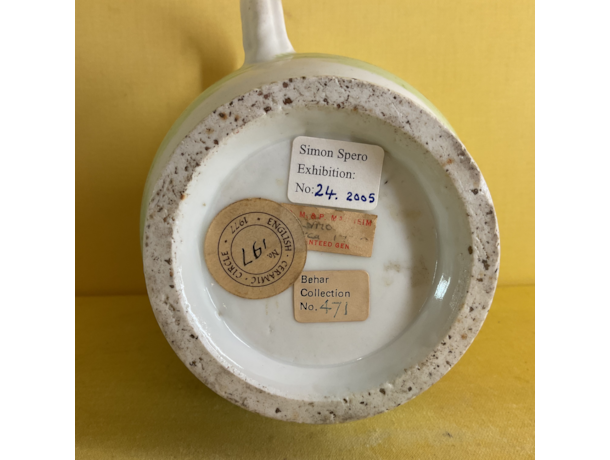 Simon Spero
Exhibition:
No: 24. 2005
ENGLISH · CERAMIC · CIRCLE · 1977 ·
No. 197
Behar
Collection
No. 471